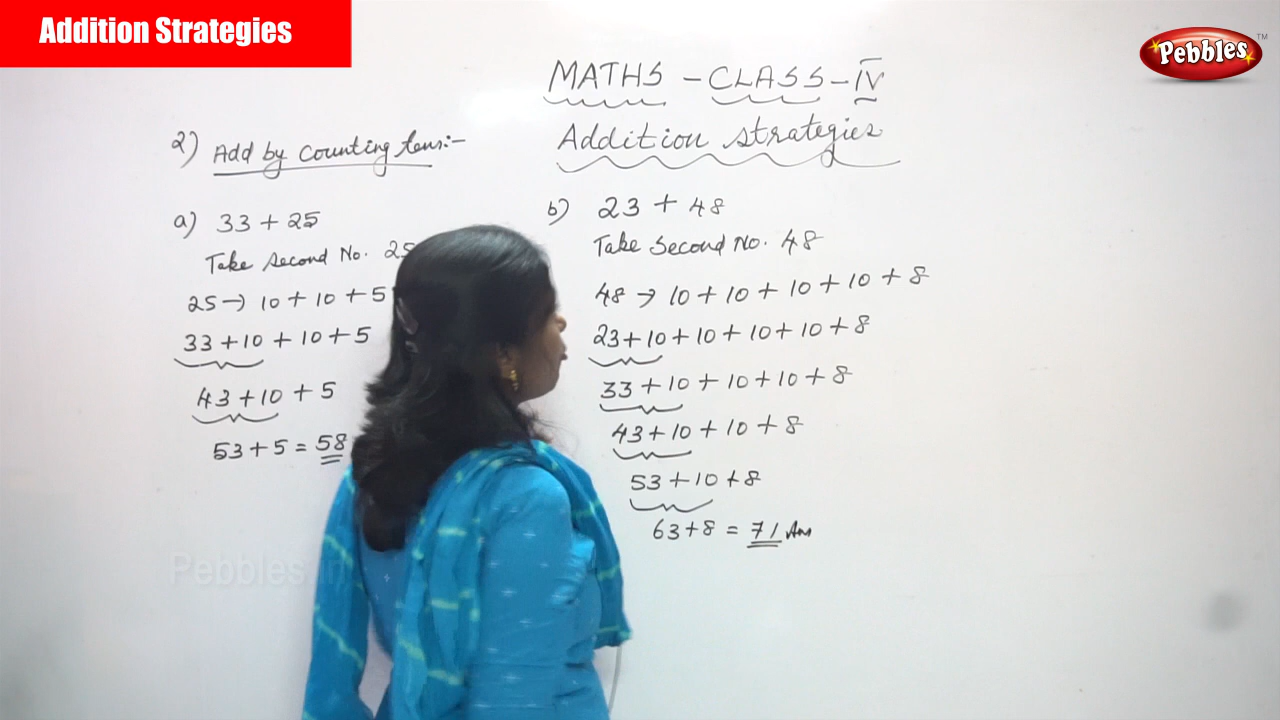 Addition Strategies
Pebbles™
MATHS - CLASS - IV
Addition strategies
2) Add by counting tens:-
a) 33 + 25
Take Second No. 25
25 → 10 + 10 + 5
33 + 10 + 10 + 5
43 + 10 + 5
53 + 5 = 58
b) 23 + 48
Take Second No. 48
48 → 10 + 10 + 10 + 10 + 8
23 + 10 + 10 + 10 + 10 + 8
33 + 10 + 10 + 10 + 8
43 + 10 + 10 + 8
53 + 10 + 8
63 + 8 = 71 Ans
Pebbles.in